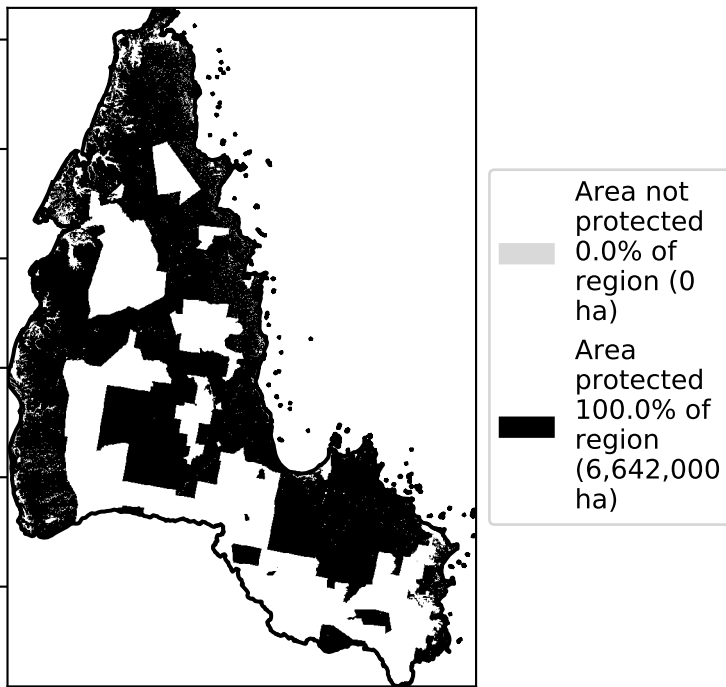 Area not
protected
0.0% of
region (0
ha)
Area
protected
100.0% of
region
(6,642,000
ha)